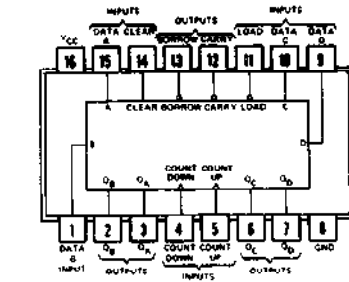 INPUTS OUTPUTS INPUTS
VCC DATA A CLEAR BORROW CARRY LOAD DATA C DATA D
16 15 14 13 12 11 10 9
A CLEAR BORROW CARRY LOAD C
B D
COUNT COUNT
QB QA DOWN UP QC QD
1 2 3 4 5 6 7 8
DATA B INPUT QB QA COUNT DOWN COUNT UP QC QD GND
OUTPUTS INPUTS OUTPUTS